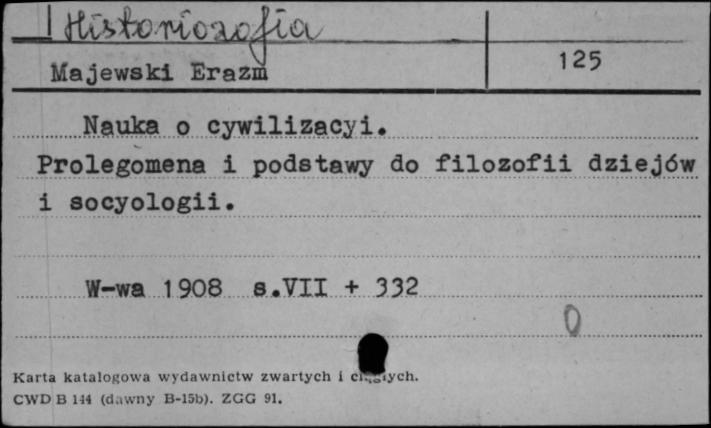 Historiozofia
Majewski Erazm
125
Nauka o cywilizacyi.
Prolegomena i podstawy do filozofii dziejów
i socyologii.
W-wa 1908 s.VII + 332
0
Karta katalogowa wydawnictw zwartych i ciągłych.
CWD B 144 (dawny B-15b). ZGG 91.